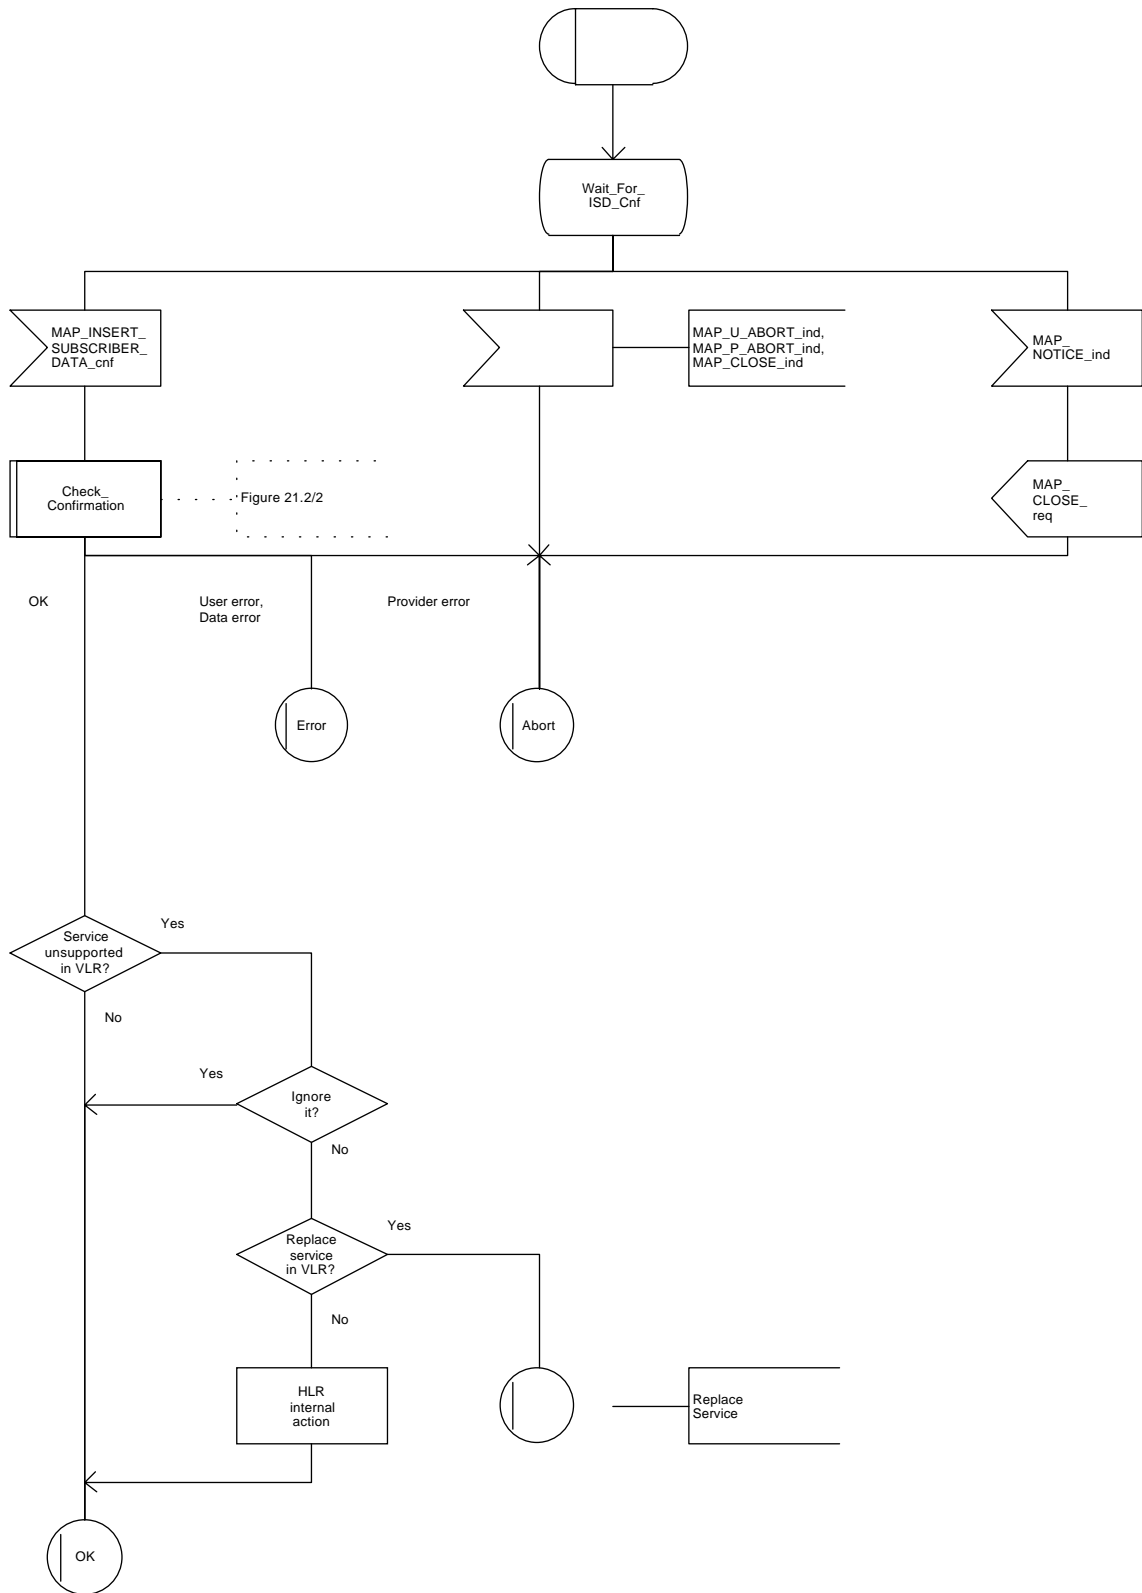 Wait_For_
ISD_Cnf
MAP_INSERT_
SUBSCRIBER_
DATA_cnf
MAP_U_ABORT_ind,
MAP_P_ABORT_ind,
MAP_CLOSE_ind
MAP_
NOTICE_ind
Check_
Confirmation
Figure 21.2/2
MAP_
CLOSE_
req
OK
User error,
Data error
Provider error
Error
Abort
Service
unsupported
in VLR?
Yes
No
Yes
Ignore
it?
No
Replace
service
in VLR?
Yes
No
HLR
internal
action
Replace
Service
OK